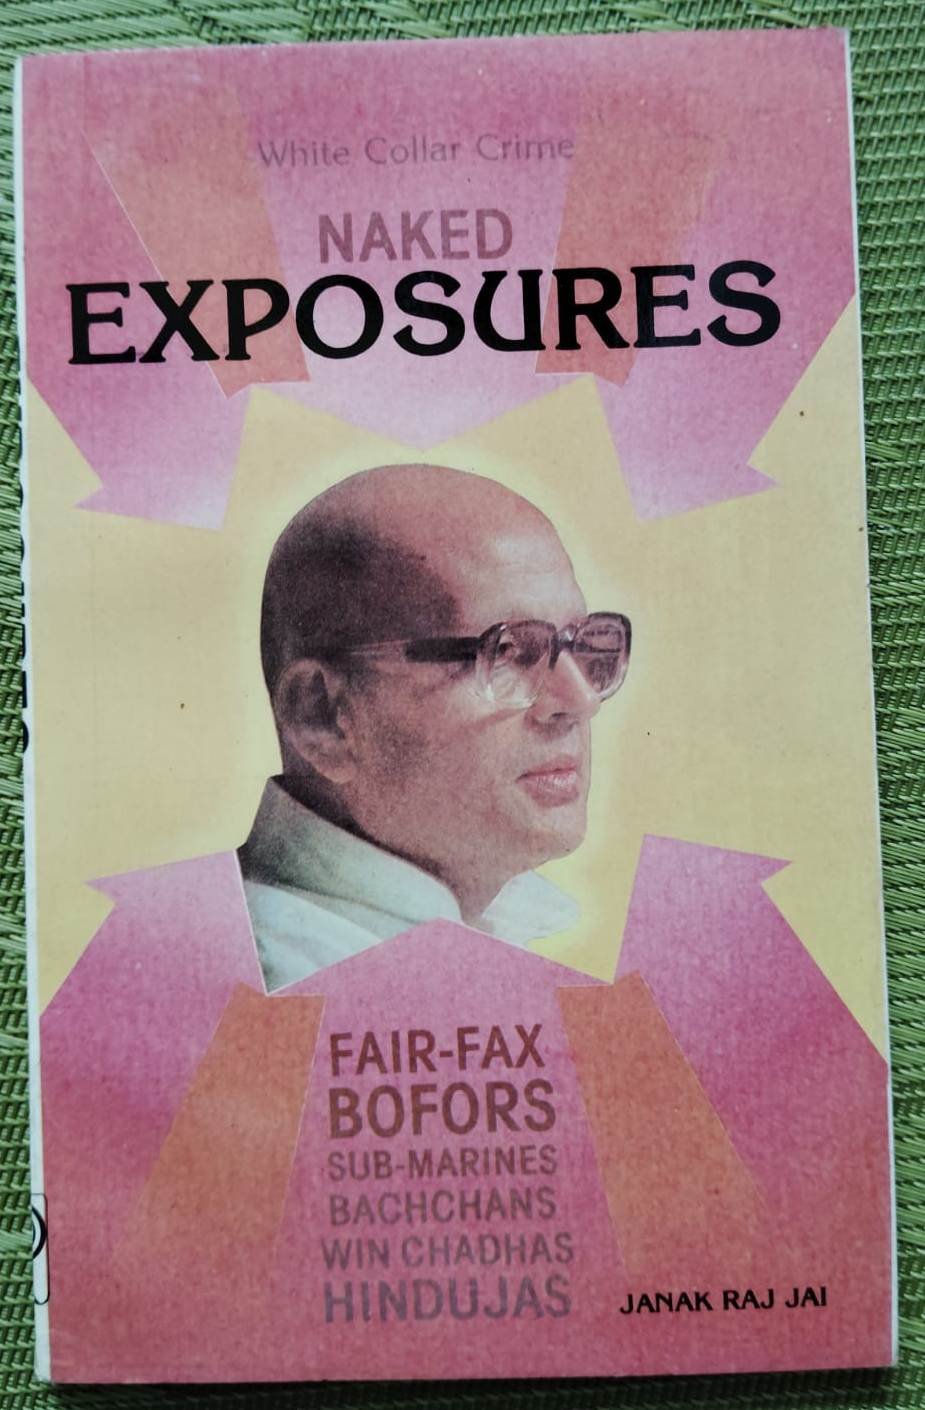 White Collar Crime
NAKED
EXPOSURES
FAIR-FAX
BOFORS
SUB-MARINES
BACHCHANS
WIN CHADHAS
HINDUJAS
JANAK RAJ JAI